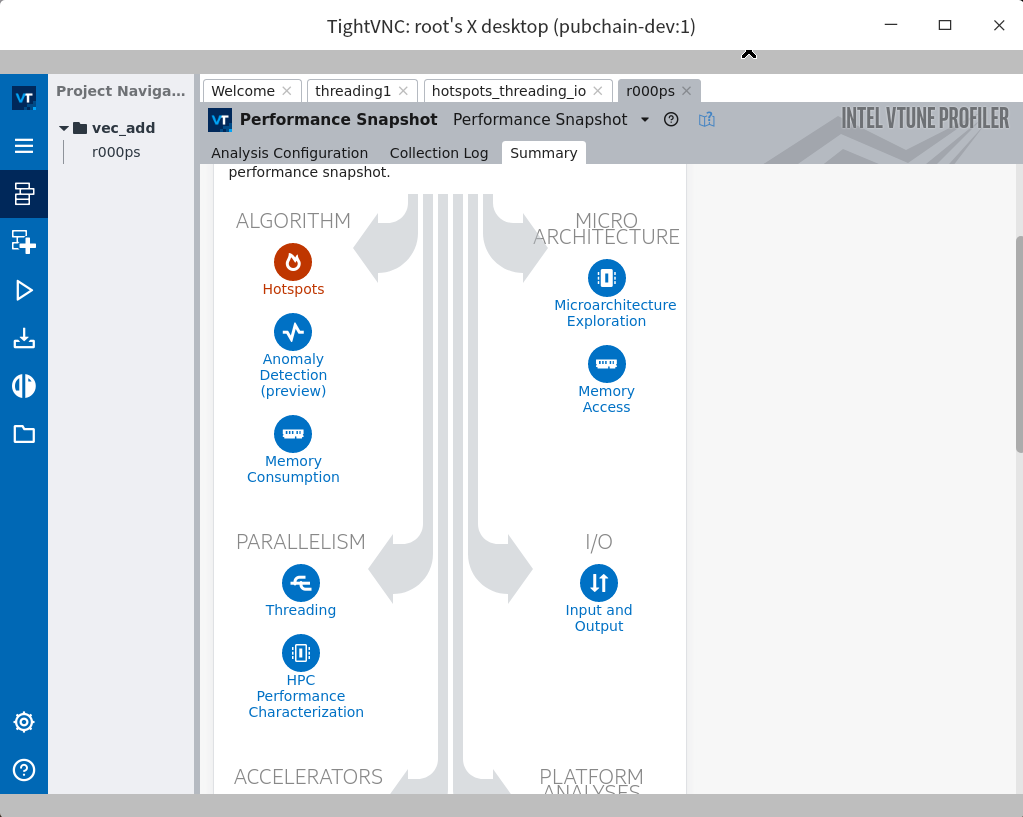 TightVNC: root's X desktop (pubchain-dev:1)
VT
Project Naviga...
Welcome
threading1
hotspots_threading_io
r000ps
vec_add
r000ps
VT
Performance Snapshot
Performance Snapshot
INTEL VTUNE PROFILER
Analysis Configuration
Collection Log
Summary
performance snapshot.
ALGORITHM
Hotspots
Anomaly
Detection
(preview)
Memory
Consumption
MICRO
ARCHITECTURE
Microarchitecture
Exploration
Memory
Access
PARALLELISM
Threading
HPC
Performance
Characterization
I/O
Input and
Output
ACCELERATORS
PLATFORM
ANALYSES